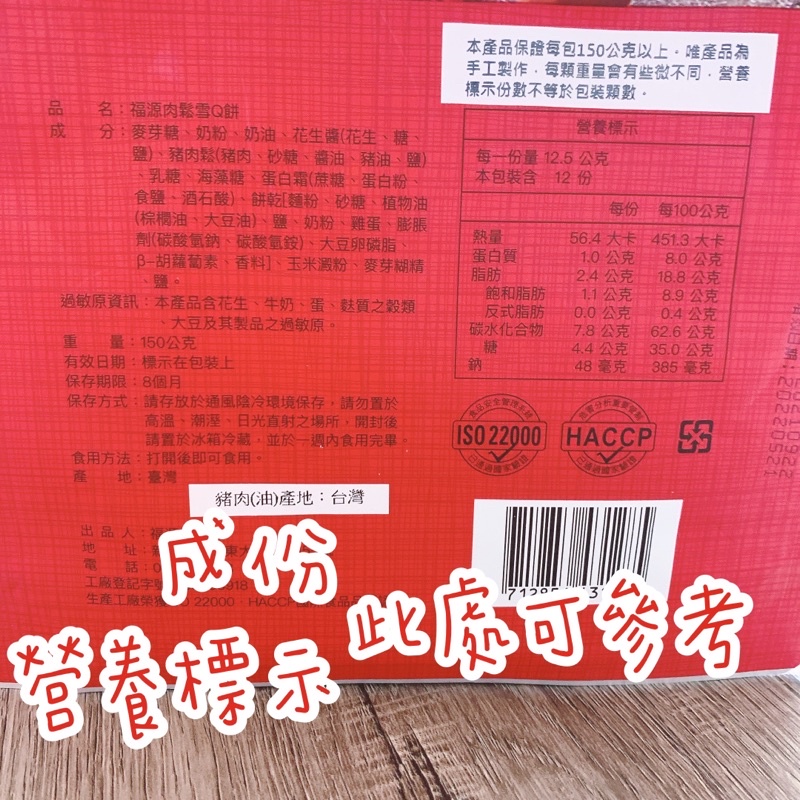 本產品保證每包150公克以上。唯產品為
手工製作,每顆重量會有些微不同,營養
標示份數不等於包裝顆數。
品 名:福源肉鬆雪Q餅
成 分:麥芽糖、奶粉、奶油、花生醬(花生、糖、
鹽)、豬肉鬆(豬肉、砂糖、醬油、豬油、鹽)
、乳糖、海藻糖、蛋白霜(蔗糖、蛋白粉、
食鹽、酒石酸)、餅乾[麵粉、砂糖、植物油
(棕櫚油、大豆油)、鹽、奶粉、雞蛋、膨脹
劑(碳酸氫鈉、碳酸氫銨)、大豆卵磷脂、
β-胡蘿蔔素、香料]、玉米澱粉、麥芽糊精
、鹽。
過敏原資訊:本產品含花生、牛奶、蛋、麩質之穀類
、大豆及其製品之過敏原。
重 量:150公克
有效日期:標示在包裝上
保存期限:8個月
保存方式:請存放於通風陰冷環境保存,請勿置於
高溫、潮溼、日光直射之場所,開封後
請置於冰箱冷藏,並於一週內食用完畢。
食用方法:打開後即可食用。
產 地:臺灣
豬肉(油)產地:台灣
出 品 人:福
地 址:
電 話:0
工廠登記字號
生產工廠榮獲 22000、HACCP
營養標示
每一份量 12.5 公克
本包裝含 12 份
每份 每100公克
熱量 56.4 大卡 451.3 大卡
蛋白質 1.0 公克 8.0 公克
脂肪 2.4 公克 18.8 公克
飽和脂肪 1.1 公克 8.9 公克
反式脂肪 0.0 公克 0.4 公克
碳水化合物 7.8 公克 62.6 公克
糖 4.4 公克 35.0 公克
鈉 48 毫克 385 毫克
ISO 22000
HACCP
20220521
成份
營養標示
此處可參考